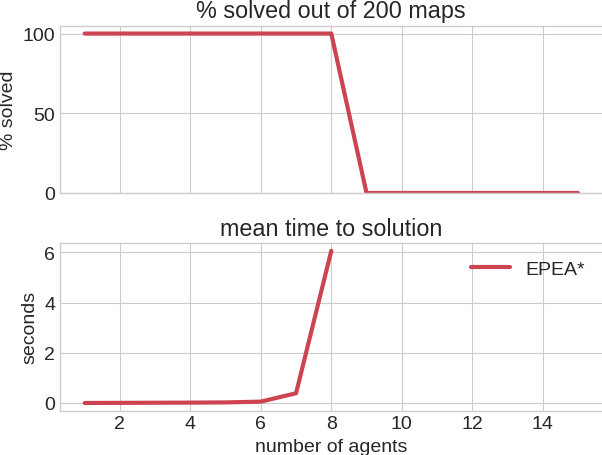 % solved out of 200 maps
100
50
0
% solved
mean time to solution
6
4
2
0
seconds
EPEA*
2 4 6 8 10 12 14
number of agents